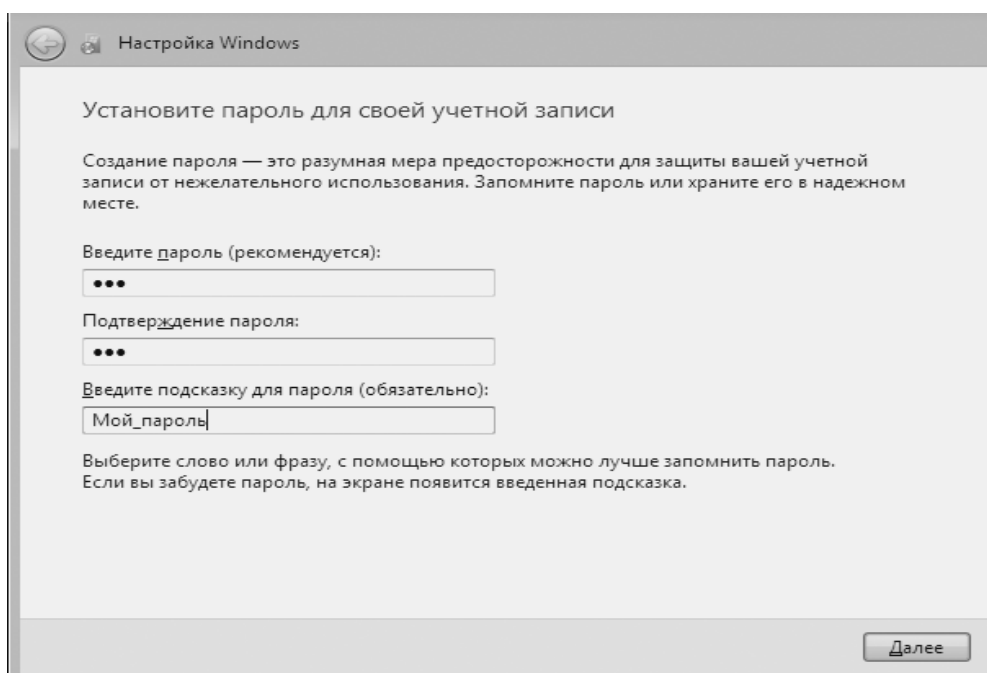 Настройка Windows
Установите пароль для своей учетной записи
Создание пароля — это разумная мера предосторожности для защиты вашей учетной
записи от нежелательного использования. Запомните пароль или храните его в надежном
месте.
Введите пароль (рекомендуется):
●●●
Подтверждение пароля:
●●●
Введите подсказку для пароля (обязательно):
Мой_пароль
Выберите слово или фразу, с помощью которых можно лучше запомнить пароль.
Если вы забудете пароль, на экране появится введенная подсказка.
Далее